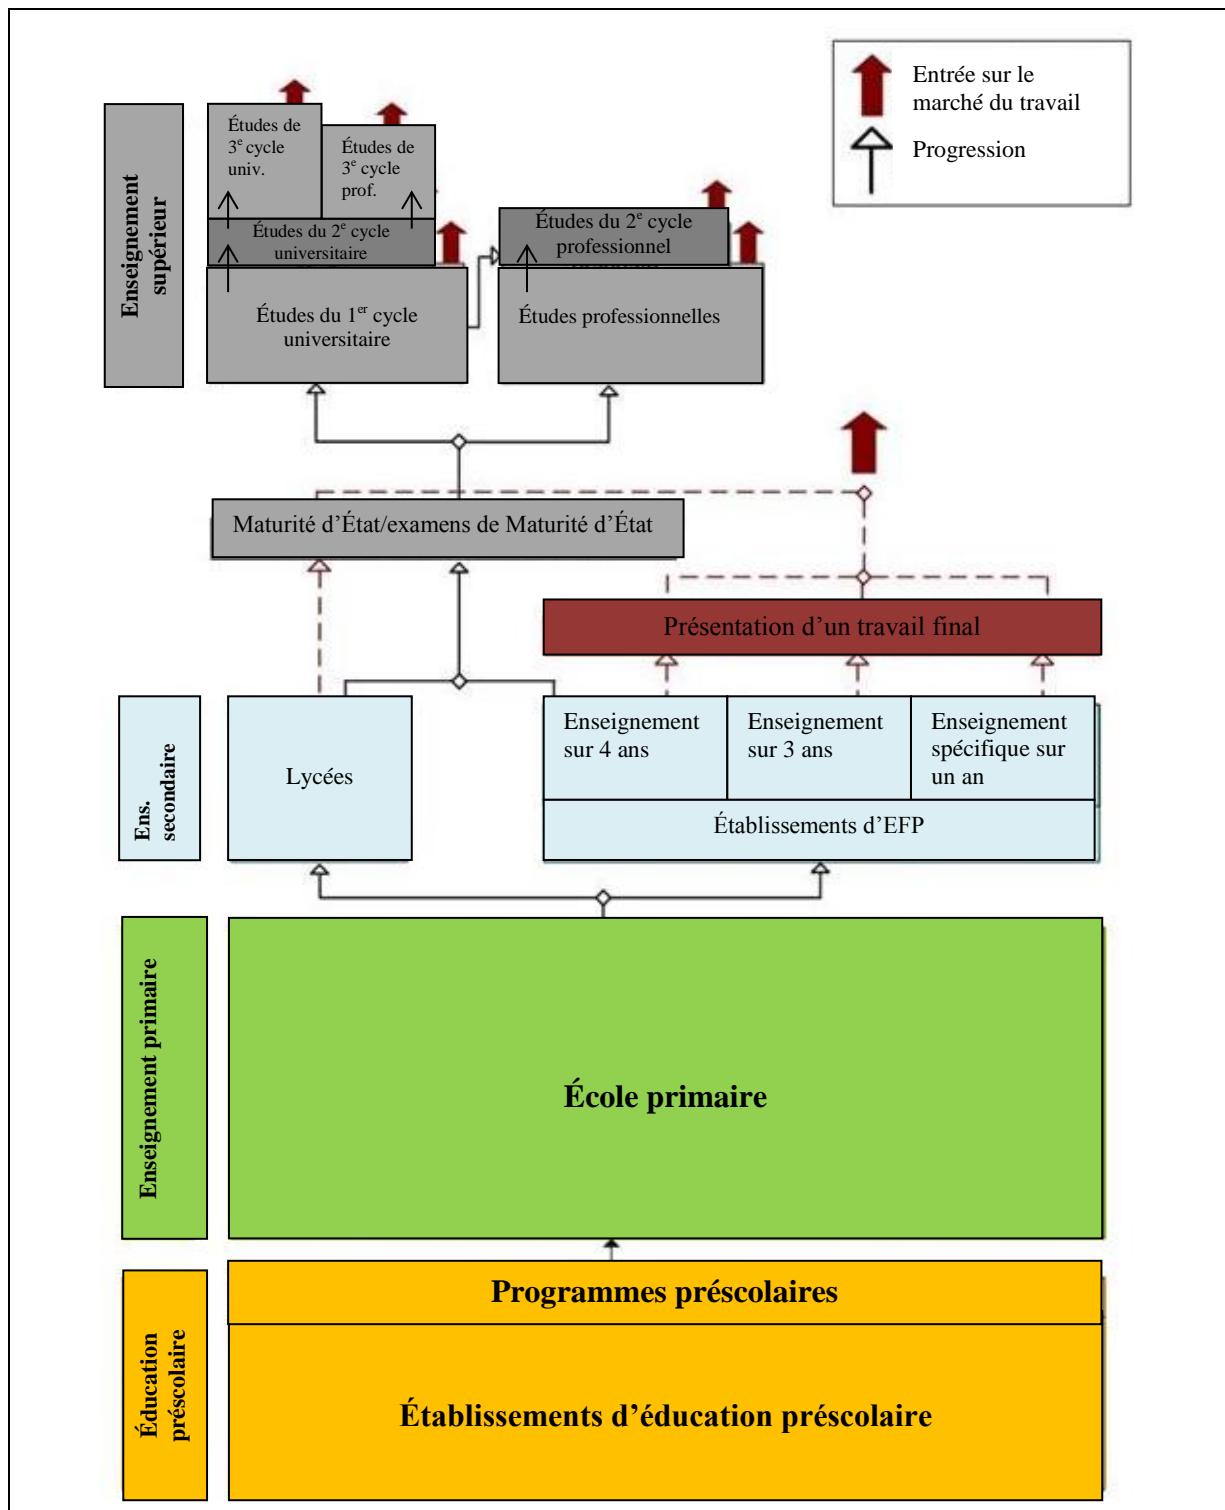 Entrée sur le
marché du travail
Progression
Enseignement
supérieur
Études de
3e cycle
univ.
Études de
3e cycle
prof.
Études du 2e cycle
universitaire
Études du 2e cycle
professionnel
Études du 1er cycle
universitaire
Études professionnelles
Maturité d’État/examens de Maturité d’État
Présentation d’un travail final
Ens.
secondaire
Lycées
Enseignement
sur 4 ans
Enseignement
sur 3 ans
Enseignement
spécifique sur
un an
Établissements d’EFP
Enseignement primaire
École primaire
Éducation
préscolaire
Programmes préscolaires
Établissements d’éducation préscolaire